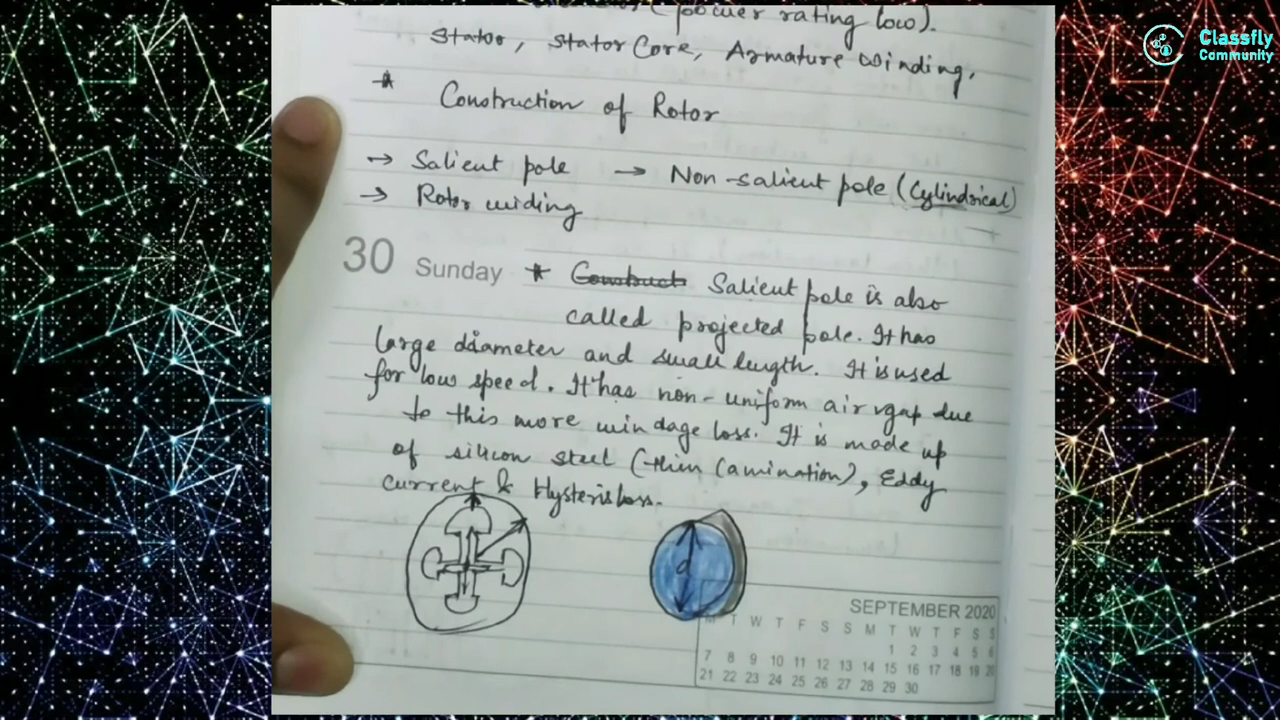 (power rating low).
Stator, Stator Core, Armature winding,
* Construction of Rotor
→ Salient pole → Non-salient pole (Cylindrical)
→ Rotor widing
30 Sunday * Construct Salient pole is also
called projected pole. It has
large diameter and small length. It is used
for low speed. It has non-uniform air gap due
to this more windage loss. It is made up
of silicon steel (thin lamination), Eddy
current & Hysteris loss.
d
SEPTEMBER 2020
M T W T F S S M T W T F S S
1 2 3 4 5 6
7 8 9 10 11 12 13 14 15 16 17 18 19 20
21 22 23 24 25 26 27 28 29 30
Classfly
Community